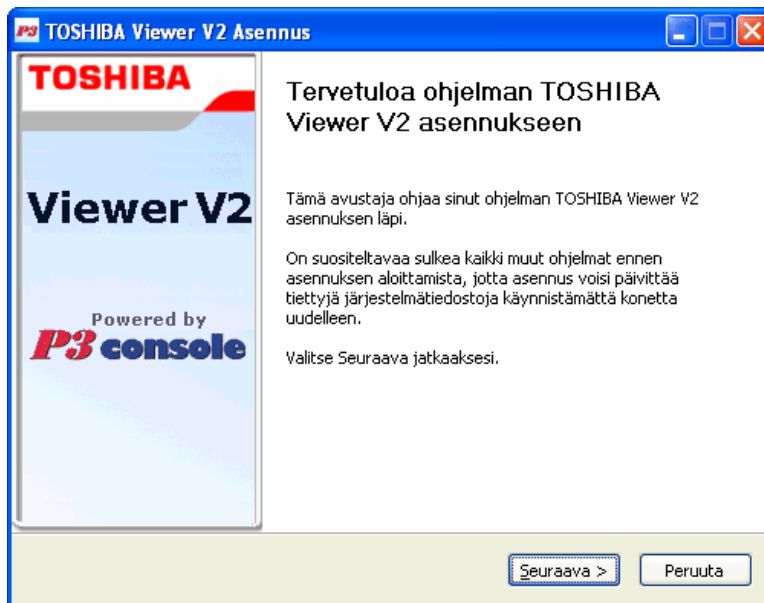 P3 TOSHIBA Viewer V2 Asennus
TOSHIBA
Viewer V2
Powered by
P3 console
Tervetuloa ohjelman TOSHIBA
Viewer V2 asennukseen
Tämä avustaja ohjaa sinut ohjelman TOSHIBA Viewer V2
asennuksen läpi.
On suositeltavaa sulkea kaikki muut ohjelmat ennen
asennuksen aloittamista, jotta asennus voisi päivittää
tiettyjä järjestelmätiedostoja käynnistämättä konetta
uudelleen.
Valitse Seuraava jatkaaksesi.
Seuraava >
Peruuta